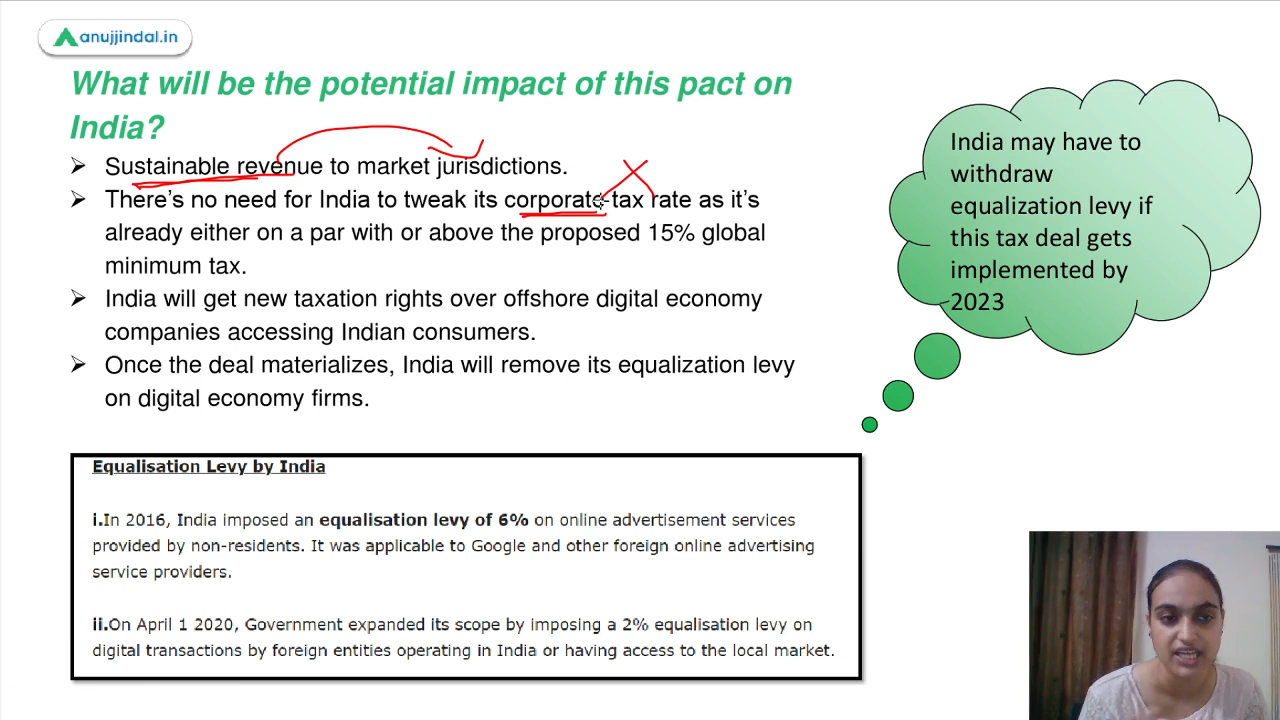 anujjindal.in
What will be the potential impact of this pact on
India?
➢ Sustainable revenue to market jurisdictions.
➢ There’s no need for India to tweak its corporate tax rate as it’s
already either on a par with or above the proposed 15% global
minimum tax.
➢ India will get new taxation rights over offshore digital economy
companies accessing Indian consumers.
➢ Once the deal materializes, India will remove its equalization levy
on digital economy firms.
India may have to
withdraw
equalization levy if
this tax deal gets
implemented by
2023
Equalisation Levy by India
i.In 2016, India imposed an equalisation levy of 6% on online advertisement services
provided by non-residents. It was applicable to Google and other foreign online advertising
service providers.
ii.On April 1 2020, Government expanded its scope by imposing a 2% equalisation levy on
digital transactions by foreign entities operating in India or having access to the local market.